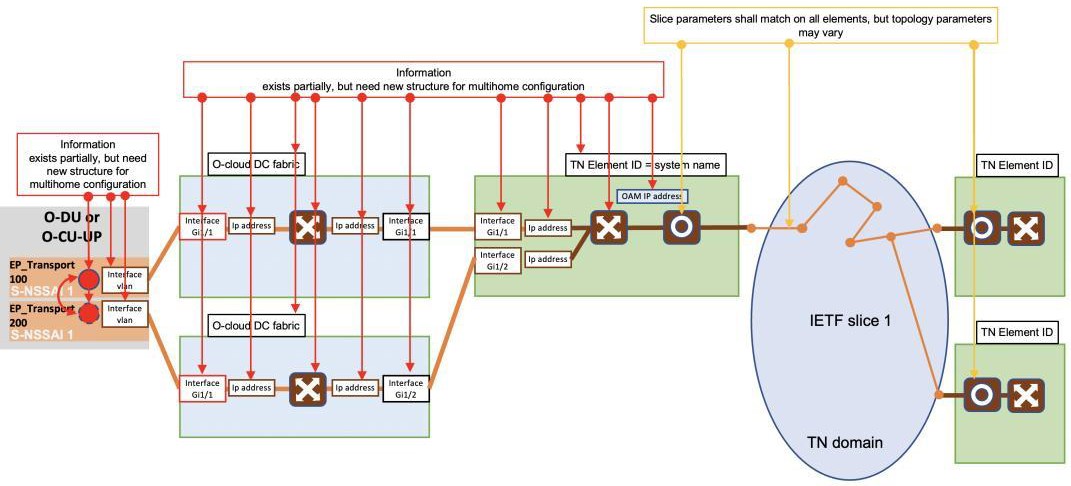 Slice parameters shall match on all elements, but topology parameters
may vary
Information
exists partially, but need new structure for multihome configuration
Information
exists partially, but need
new structure for
multihome configuration
O-DU or
O-CU-UP
EP_Transport
100
S-NSSAI 1
Interface
vlan
EP_Transport
200
S-NSSAI 1
Interface
vlan
O-cloud DC fabric
Interface
Gi1/1
Ip address
Ip address
Interface
Gi1/1
O-cloud DC fabric
Interface
Gi1/1
Ip address
Ip address
Interface
Gi1/2
TN Element ID = system name
OAM IP address
Interface
Gi1/1
Ip address
Interface
Gi1/2
Ip address
IETF slice 1
TN domain
TN Element ID
TN Element ID